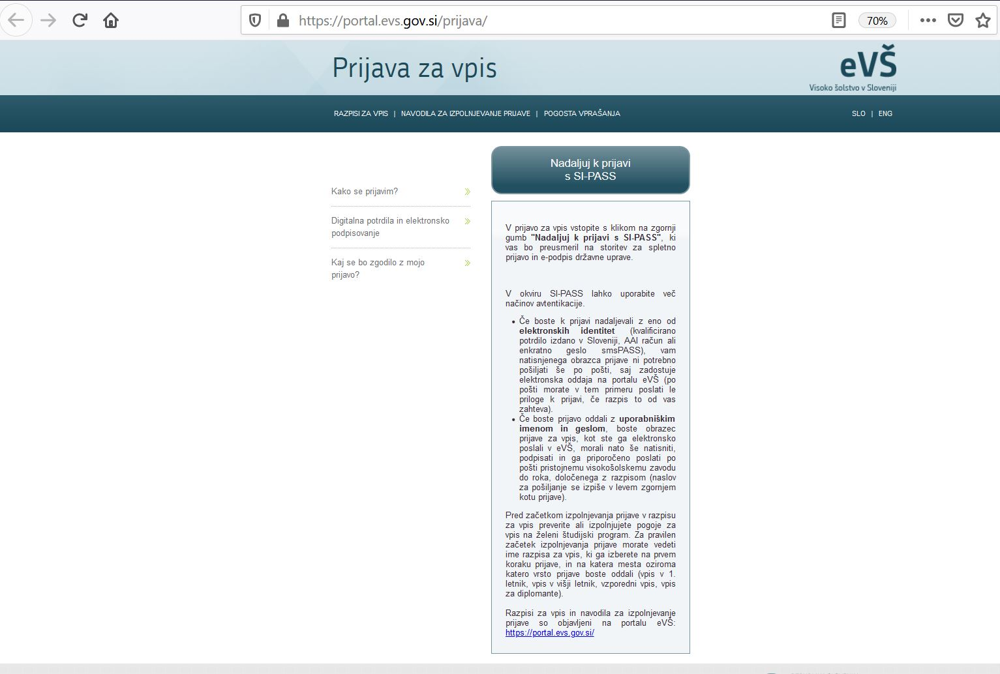 https://portal.evs.gov.si/prijava/
70%
Prijava za vpis
eVŠ
Visoko šolstvo v Sloveniji
RAZPISI ZA VPIS | NAVODILA ZA IZPOLNJEVANJE PRIJAVE | POGOSTA VPRAŠANJA
SLO | ENG
Kako se prijavim?
Digitalna potrdila in elektronsko
podpisovanje
Kaj se bo zgodilo z mojo
prijavo?
Nadaljuj k prijavi
s SI-PASS
V prijavo za vpis vstopite s klikom na zgornji
gumb "Nadaljuj k prijavi s SI-PASS", ki
vas bo preusmeril na storitev za spletno
prijavo in e-podpis državne uprave.
V okviru SI-PASS lahko uporabite več
načinov avtentikacije.
• Če boste k prijavi nadaljevali z eno od
elektronskih identitet (kvalificirano
potrdilo izdano v Sloveniji, AAI račun ali
enkratno geslo smsPASS), vam
natisnjenega obrazca prijave ni potrebno
pošiljati še po pošti, saj zadostuje
elektronska oddaja na portalu eVŠ (po
pošti morate v tem primeru poslati le
priloge k prijavi, če razpis to od vas
zahteva).
• Če boste prijavo oddali z uporabniškim
imenom in geslom, boste obrazec
prijave za vpis, kot ste ga elektronsko
poslali v eVŠ, morali nato še natisniti,
podpisati in ga priporočeno poslati po
pošti pristojnemu visokošolskemu zavodu
do roka, določenega z razpisom (naslov
za pošiljanje se izpiše v levem zgornjem
kotu prijave).
Pred začetkom izpolnjevanja prijave v razpisu
za vpis preverite ali izpolnjujete pogoje za
vpis na želeni študijski program. Za pravilen
začetek izpolnjevanja prijave morate vedeti
ime razpisa za vpis, ki ga izberete na prvem
koraku prijave, in na katera mesta oziroma
katero vrsto prijave boste oddali (vpis v 1.
letnik, vpis v višji letnik, vzporedni vpis, vpis
za diplomante).
Razpisi za vpis in navodila za izpolnjevanje
prijave so objavljeni na portalu eVŠ:
https://portal.evs.gov.si/